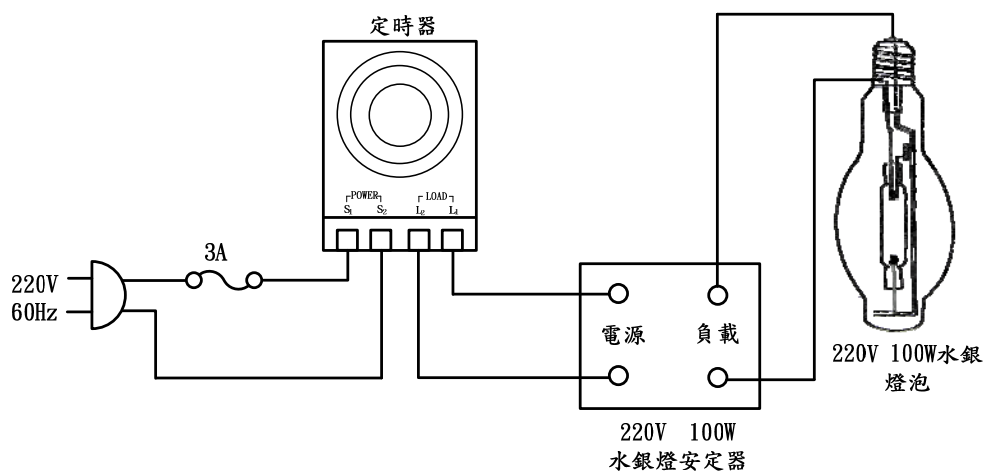 定時器
POWER LOAD
S1 S2 L2 L1
3A
220V
60Hz
電源 負載
220V 100W水銀
燈泡
220V 100W
水銀燈安定器